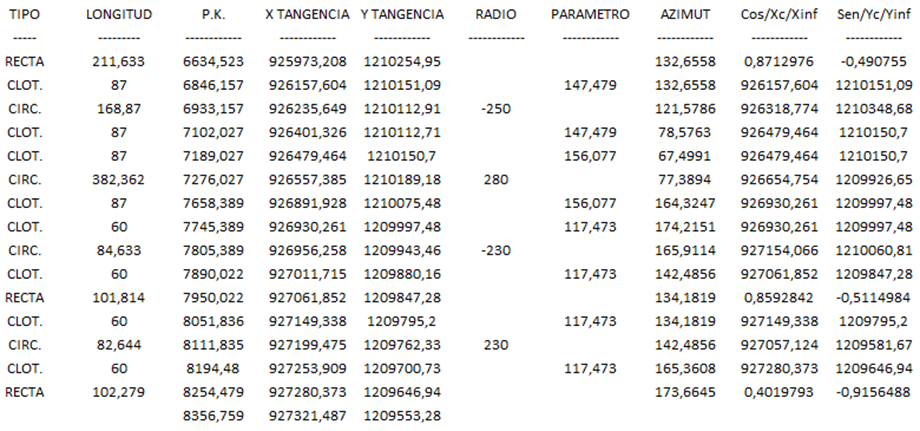 TIPO LONGITUD P.K. X TANGENCIA Y TANGENCIA RADIO PARAMETRO AZIMUT Cos/Xc/Xinf Sen/Yc/Yinf
----- --------- ------------ ------------ ------------ ------------ ------------ ------------ ------------ ------------
RECTA 211,633 6634,523 925973,208 1210254,95 132,6558 0,8712976 -0,490755
CLOT. 87 6846,157 926157,604 1210151,09 147,479 132,6558 926157,604 1210151,09
CIRC. 168,87 6933,157 926235,649 1210112,91 -250 121,5786 926318,774 1210348,68
CLOT. 87 7102,027 926401,326 1210112,71 147,479 78,5763 926479,464 1210150,7
CLOT. 87 7189,027 926479,464 1210150,7 156,077 67,4991 926479,464 1210150,7
CIRC. 382,362 7276,027 926557,385 1210189,18 280 77,3894 926654,754 1209926,65
CLOT. 87 7658,389 926891,928 1210075,48 156,077 164,3247 926930,261 1209997,48
CLOT. 60 7745,389 926930,261 1209997,48 117,473 174,2151 926930,261 1209997,48
CIRC. 84,633 7805,389 926956,258 1209943,46 -230 165,9114 927154,066 1210060,81
CLOT. 60 7890,022 927011,715 1209880,16 117,473 142,4856 927061,852 1209847,28
RECTA 101,814 7950,022 927061,852 1209847,28 134,1819 0,8592842 -0,5114984
CLOT. 60 8051,836 927149,338 1209795,2 117,473 134,1819 927149,338 1209795,2
CIRC. 82,644 8111,835 927199,475 1209762,33 230 142,4856 927057,124 1209581,67
CLOT. 60 8194,48 927253,909 1209700,73 117,473 165,3608 927280,373 1209646,94
RECTA 102,279 8254,479 927280,373 1209646,94 173,6645 0,4019793 -0,9156488
8356,759 927321,487 1209553,28